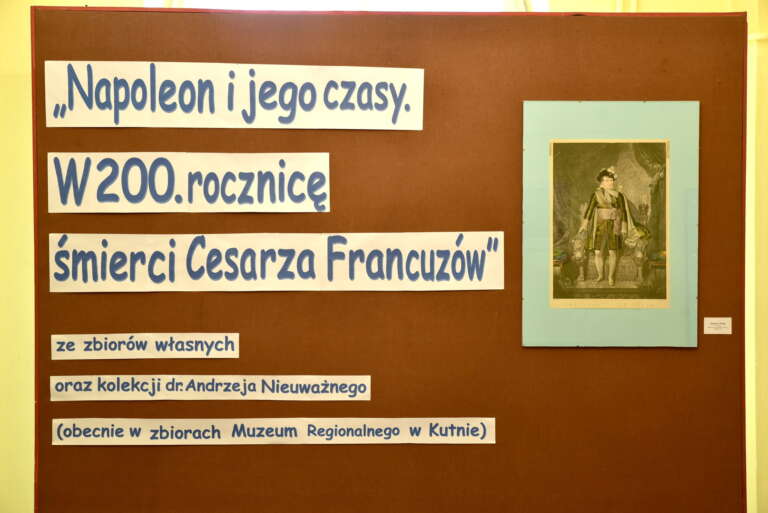 „Napoleon i jego czasy.
W 200. rocznicę
śmierci Cesarza Francuzów”
ze zbiorów własnych
oraz kolekcji dr. Andrzeja Nieuważnego
(obecnie w zbiorach Muzeum Regionalnego w Kutnie)